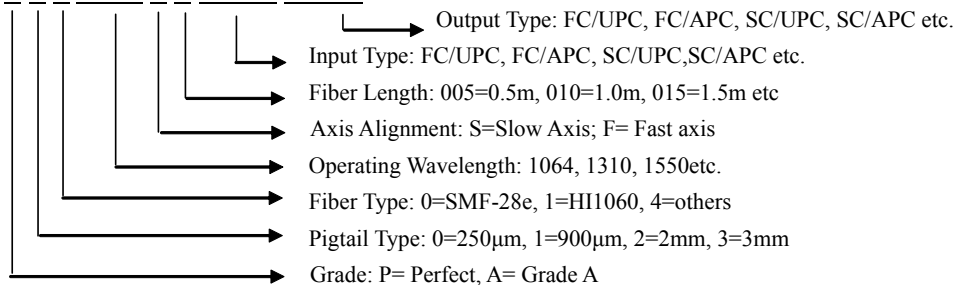 Output Type: FC/UPC, FC/APC, SC/UPC, SC/APC etc.
Input Type: FC/UPC, FC/APC, SC/UPC,SC/APC etc.
Fiber Length: 005=0.5m, 010=1.0m, 015=1.5m etc
Axis Alignment: S=Slow Axis; F= Fast axis
Operating Wavelength: 1064, 1310, 1550etc.
Fiber Type: 0=SMF-28e, 1=HI1060, 4=others
Pigtail Type: 0=250μm, 1=900μm, 2=2mm, 3=3mm
Grade: P= Perfect, A= Grade A